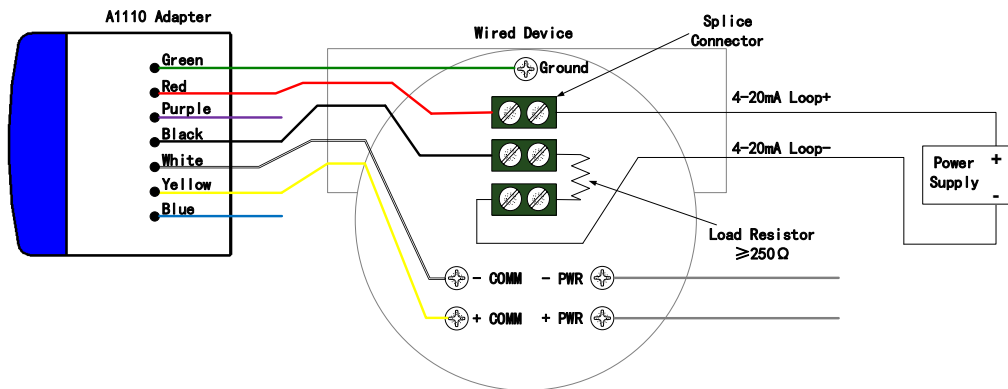 A1110 Adapter
Splice
Connector
Wired Device
Green
Ground
Red
4-20mA Loop+
Purple
Black
4-20mA Loop-
White
Power
Supply
+
-
Yellow
Blue
Load Resistor
≥250Ω
- COMM - PWR
+ COMM + PWR